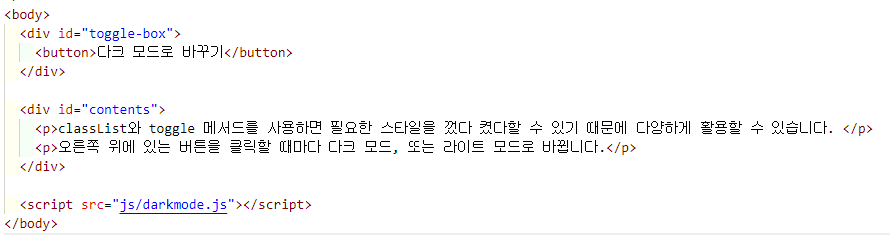 <body>
<div id="toggle-box">
<button>다크 모드로 바꾸기</button>
</div>
<div id="contents">
<p>classList와 toggle 메서드를 사용하면 필요한 스타일을 껐다 켰다할 수 있기 때문에 다양하게 활용할 수 있습니다. </p>
<p>오른쪽 위에 있는 버튼을 클릭할 때마다 다크 모드, 또는 라이트 모드로 바뀝니다.</p>
</div>
<script src="js/darkmode.js"></script>
</body>